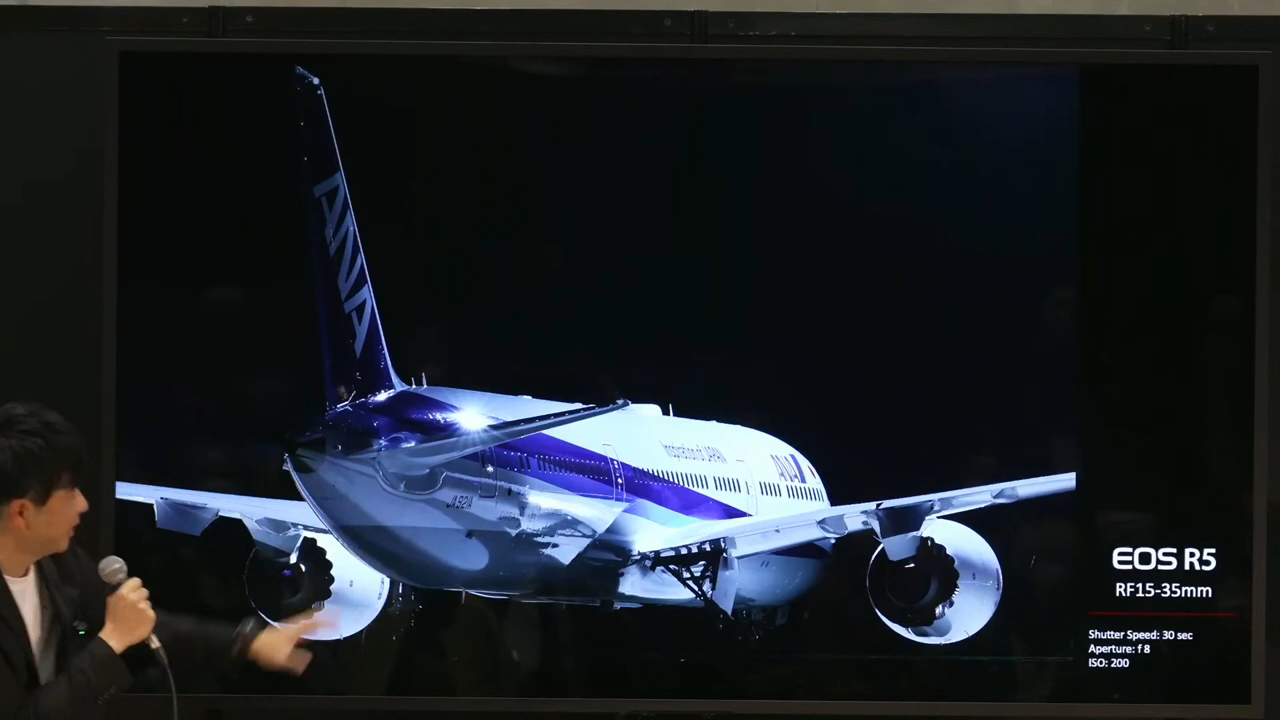 ANA
Inspiration of JAPAN
ANA
JA921A
EOS R5
RF15-35mm
Shutter Speed: 30 sec
Aperture: f 8
ISO: 200